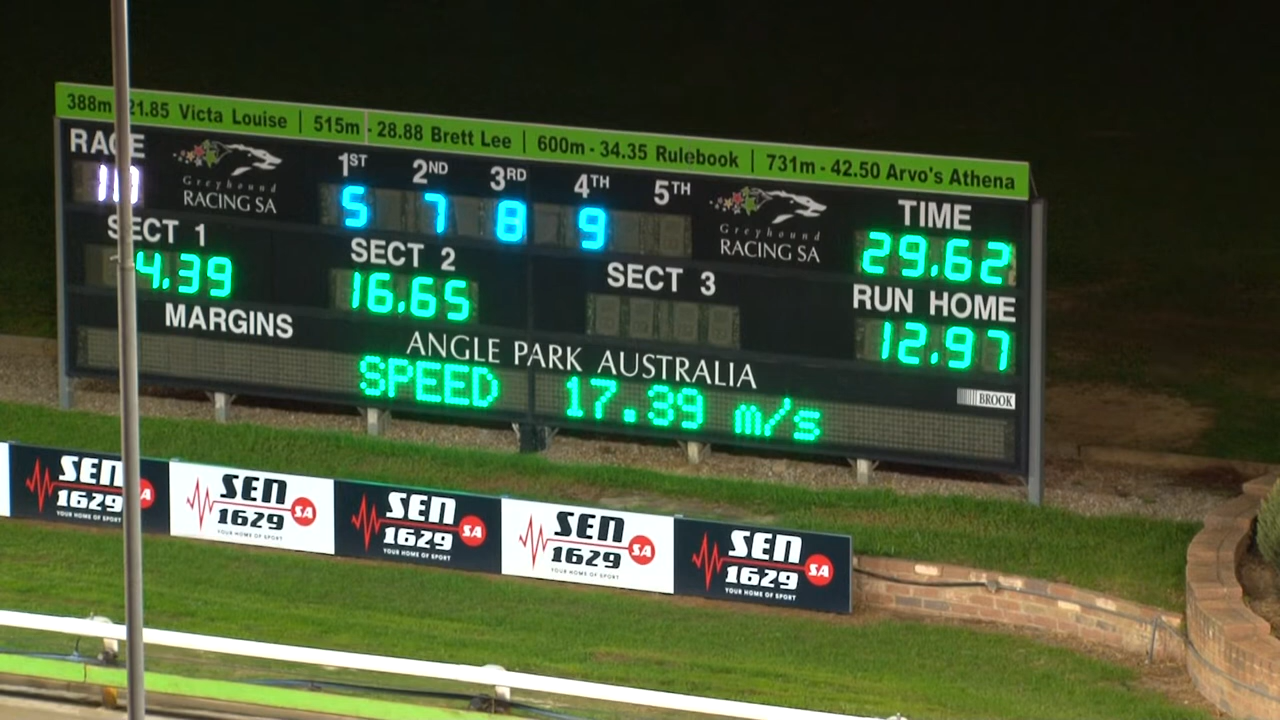 388m 21.85 Victa Louise | 515m - 28.88 Brett Lee | 600m - 34.35 Rulebook | 731m - 42.50 Arvo's Athena
RACE
Greyhound
RACING SA
1ST 2ND 3RD 4TH 5TH
5 7 8 9
Greyhound
RACING SA
TIME
29.62
SECT 1
4.39
SECT 2
16.65
SECT 3
RUN HOME
12.97
MARGINS
ANGLE PARK AUSTRALIA
SPEED 17.39 m/s
BROOK
SEN
1629 SA
YOUR HOME OF SPORT
SEN
1629 SA
YOUR HOME OF SPORT
SEN
1629 SA
YOUR HOME OF SPORT
SEN
1629 SA
YOUR HOME OF SPORT
SEN
1629 SA
YOUR HOME OF SPORT